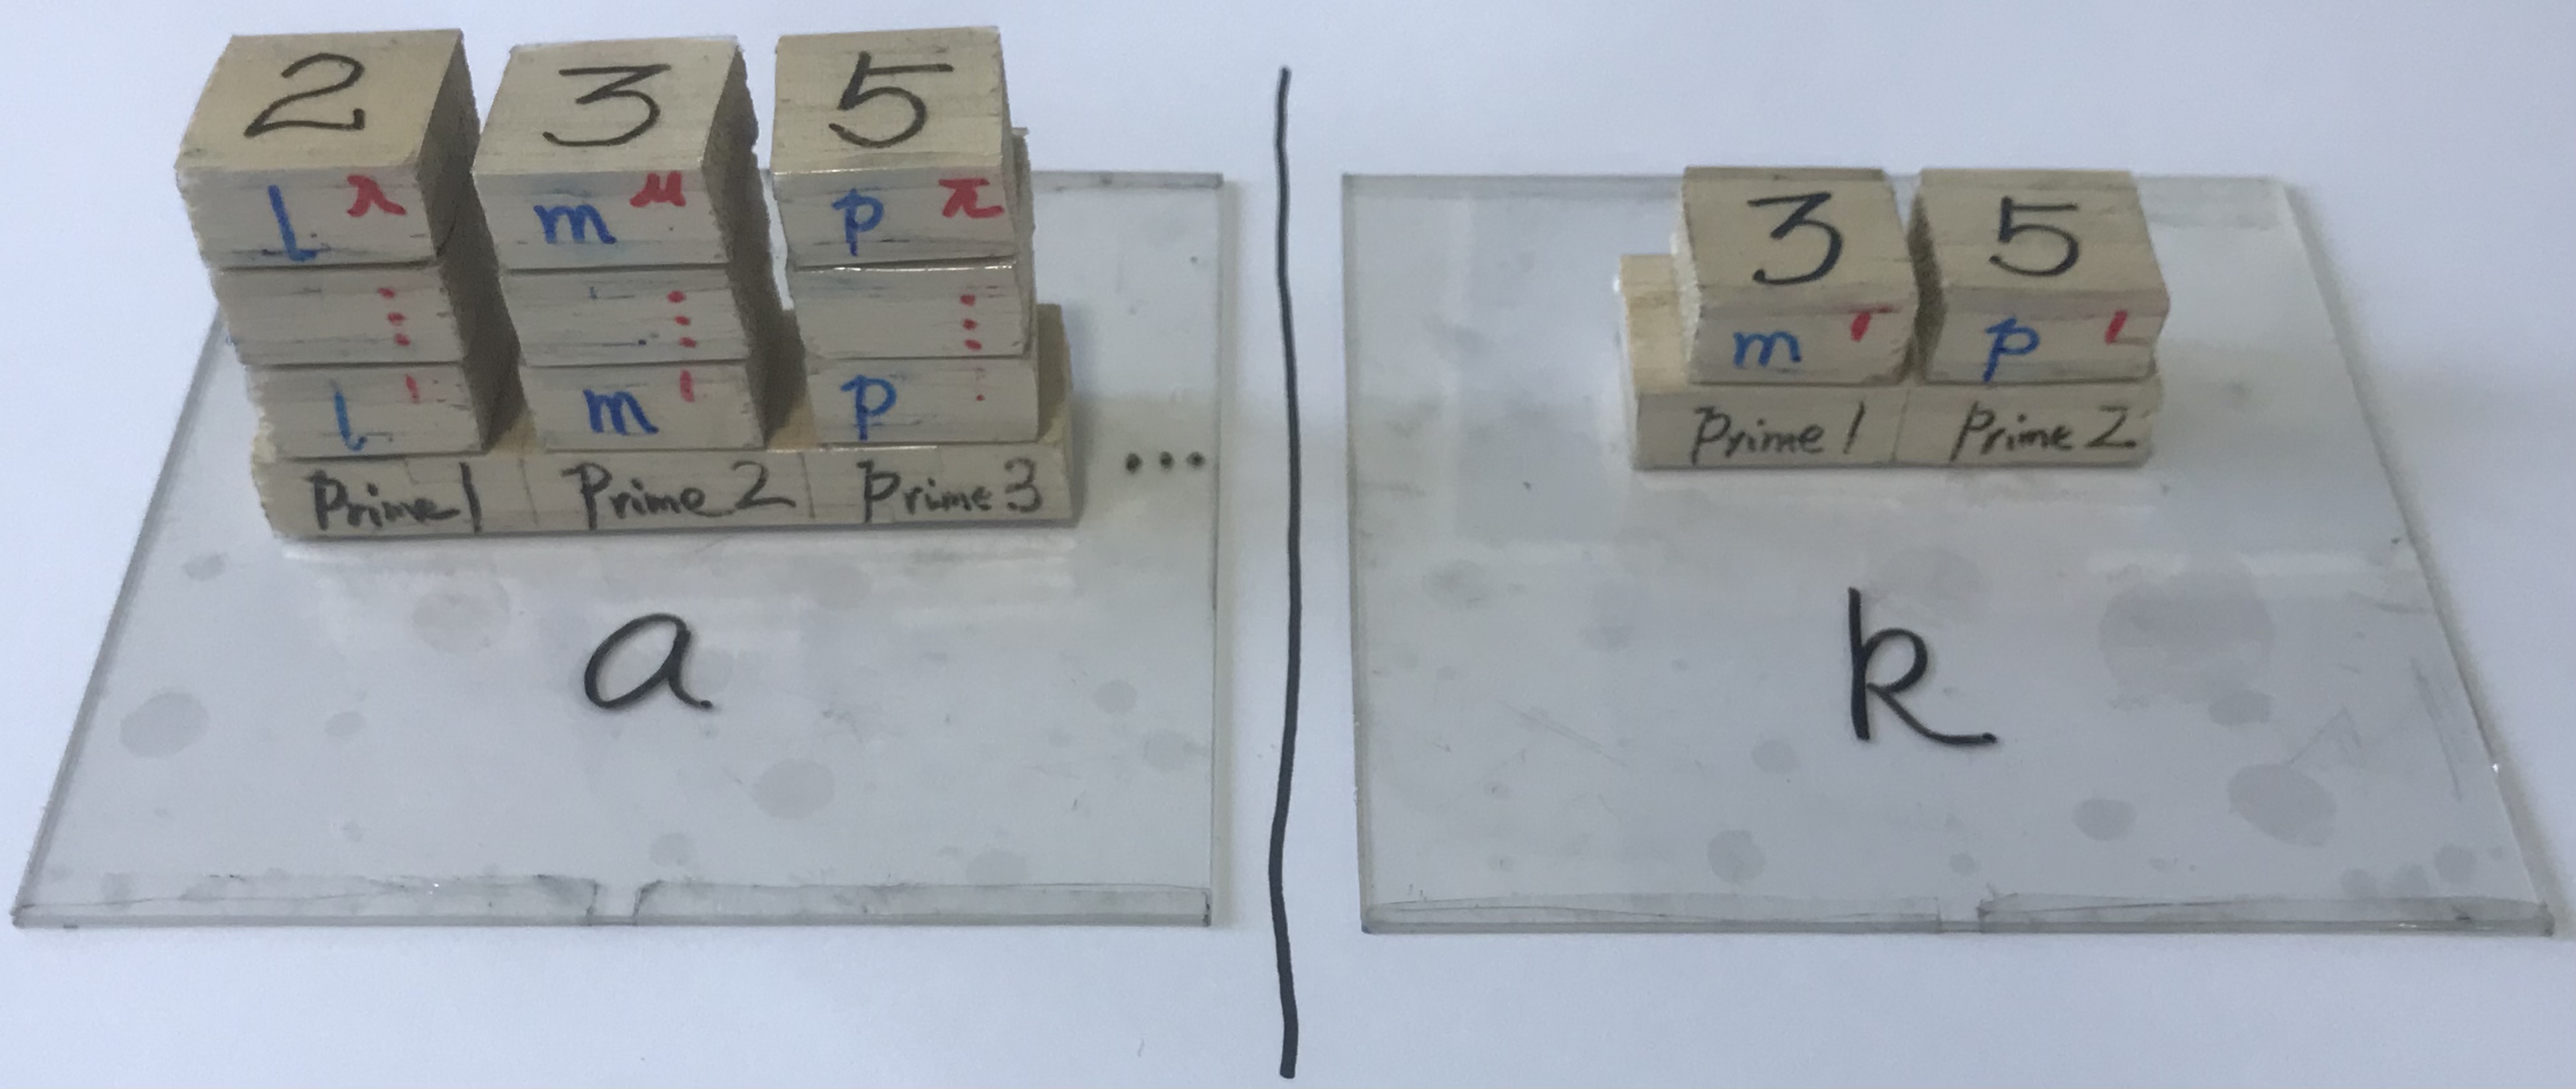 2 3 5
l λ m μ p π
⋮ ⋮ ⋮
l 1 m 1 p
Prime 1 Prime 2 Prime 3 ...
a
3 5
m 1 p 1
Prime 1 Prime 2
k